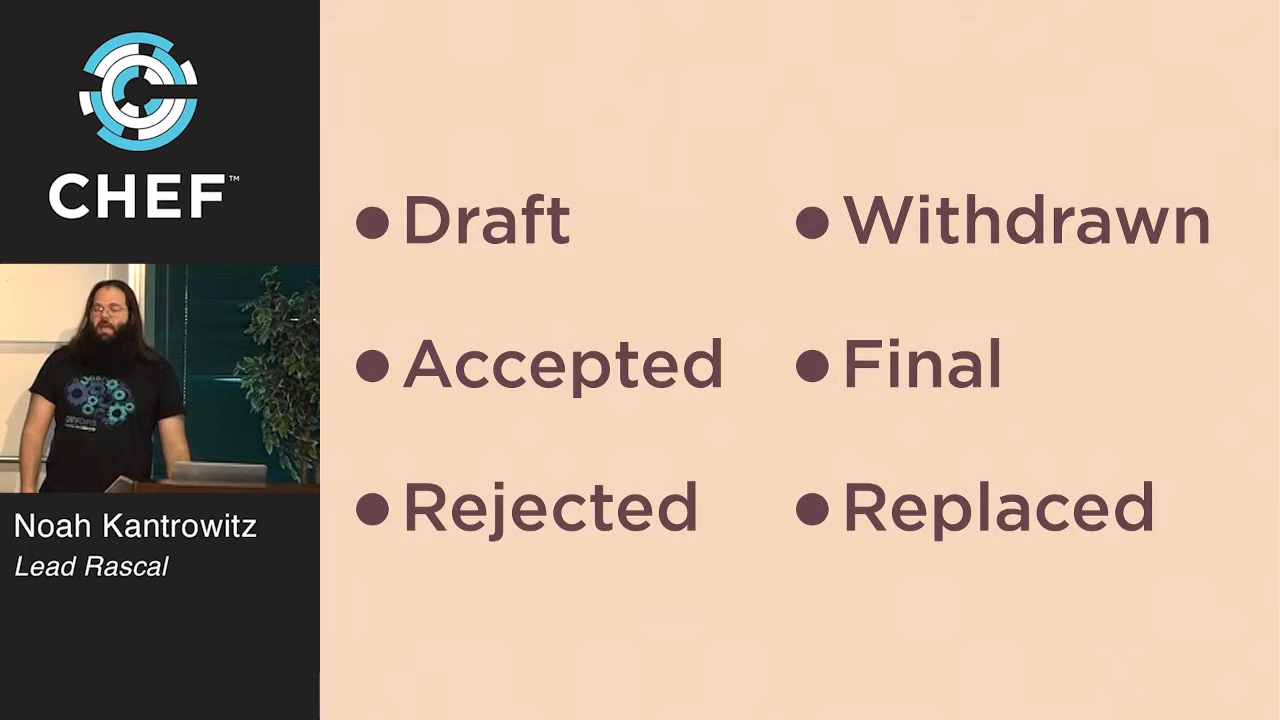 CHEF™
Noah Kantrowitz
Lead Rascal
• Draft
• Accepted
• Rejected
• Withdrawn
• Final
• Replaced